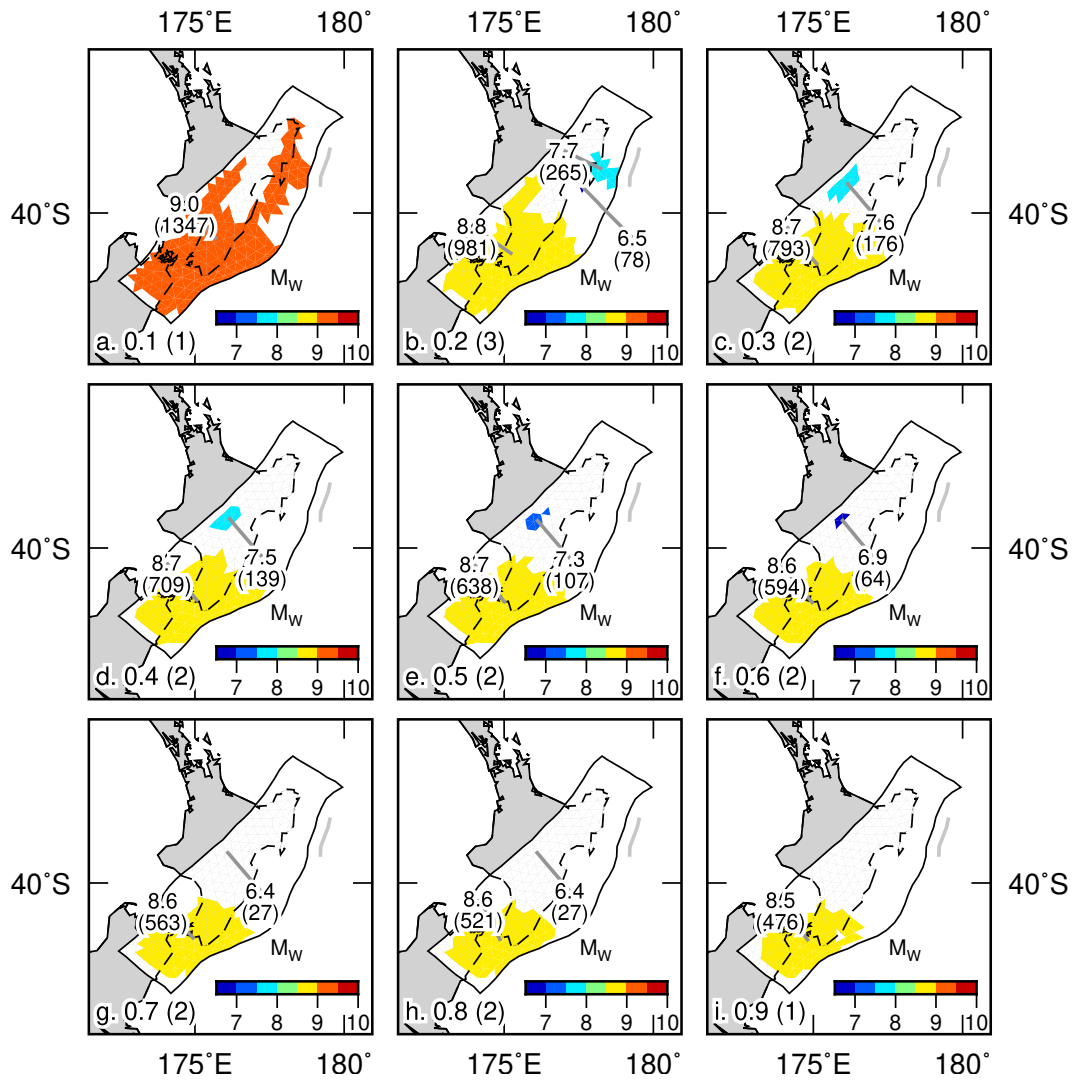 175˚E 180˚ 175˚E 180˚
40˚S
9.0
(1347)
M_W
7 8 9 10
a. 0.1 (1)
7.7
(265)
8.8
(981)
6.5
(78)
M_W
7 8 9 10
b. 0.2 (3)
8.7
(793)
7.6
(176)
M_W
7 8 9 10
c. 0.3 (2)
40˚S
40˚S
8.7
(709)
7.5
(139)
M_W
7 8 9 10
d. 0.4 (2)
8.7
(638)
7.3
(107)
M_W
7 8 9 10
e. 0.5 (2)
8.6
(594)
6.9
(64)
M_W
7 8 9 10
f. 0.6 (2)
40˚S
40˚S
8.6
(563)
6.4
(27)
M_W
7 8 9 10
g. 0.7 (2)
8.6
(521)
6.4
(27)
M_W
7 8 9 10
h. 0.8 (2)
8.5
(476)
M_W
7 8 9 10
i. 0.9 (1)
40˚S
175˚E 180˚ 175˚E 180˚ 175˚E 180˚